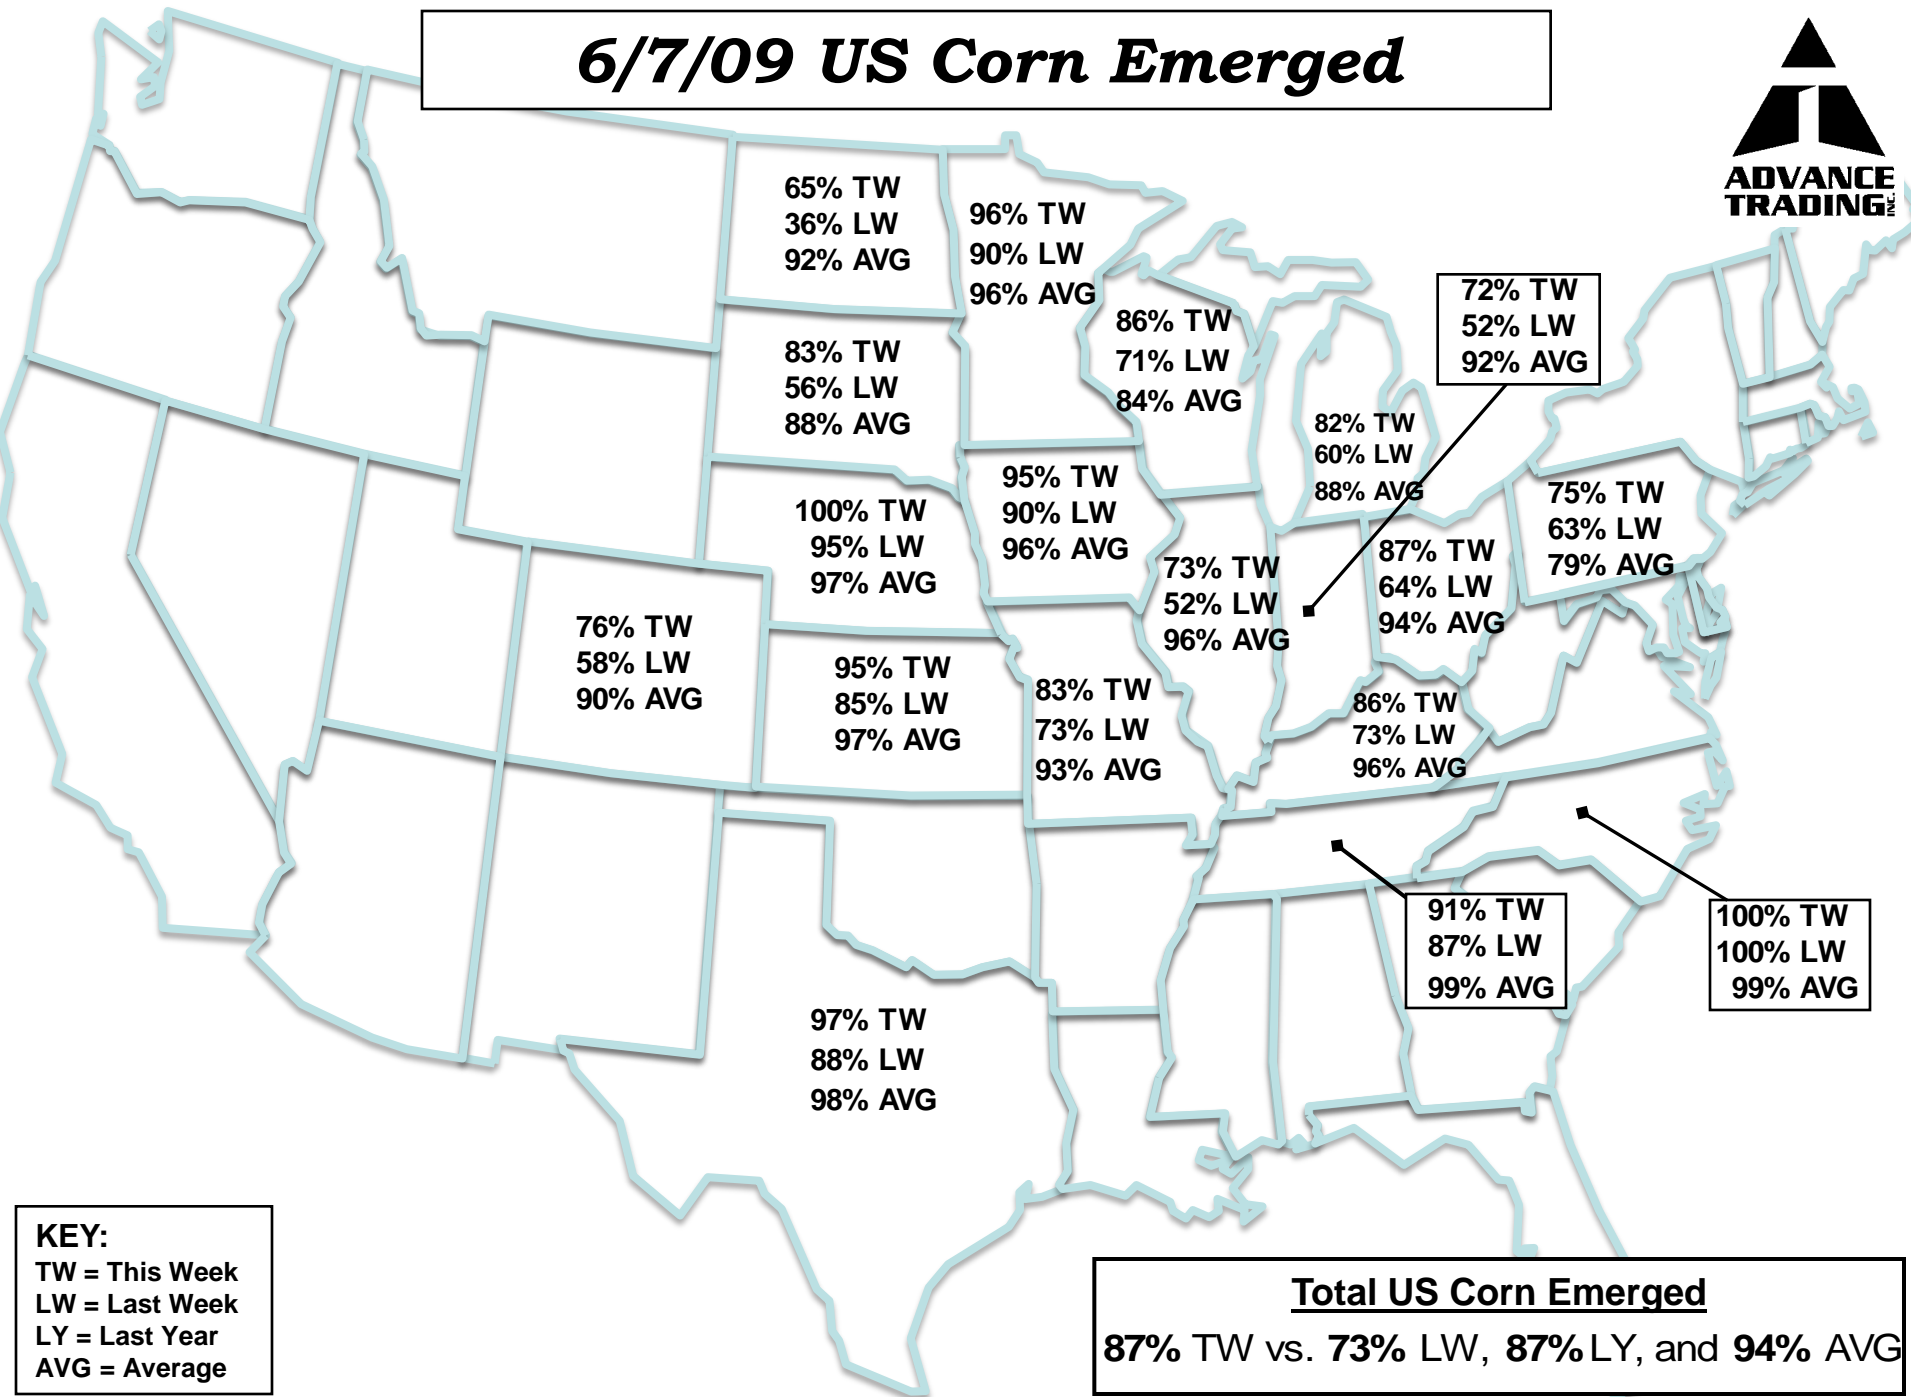 6/7/09 US Corn Emerged
ADVANCE
TRADING INC.
65% TW
36% LW
92% AVG
96% TW
90% LW
96% AVG
72% TW
52% LW
92% AVG
86% TW
71% LW
84% AVG
83% TW
56% LW
88% AVG
82% TW
60% LW
88% AVG
95% TW
90% LW
96% AVG
75% TW
63% LW
79% AVG
100% TW
95% LW
97% AVG
73% TW
52% LW
96% AVG
87% TW
64% LW
94% AVG
76% TW
58% LW
90% AVG
95% TW
85% LW
97% AVG
83% TW
73% LW
93% AVG
86% TW
73% LW
96% AVG
91% TW
87% LW
99% AVG
100% TW
100% LW
99% AVG
97% TW
88% LW
98% AVG
KEY:
TW = This Week
LW = Last Week
LY = Last Year
AVG = Average
Total US Corn Emerged
87% TW vs. 73% LW, 87% LY, and 94% AVG